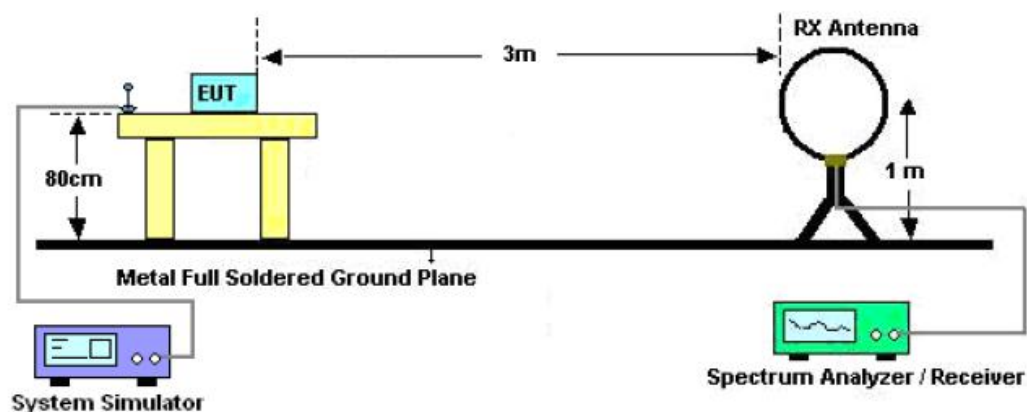 RX Antenna
3m
EUT
80cm
1 m
Metal Full Soldered Ground Plane
Spectrum Analyzer / Receiver
System Simulator